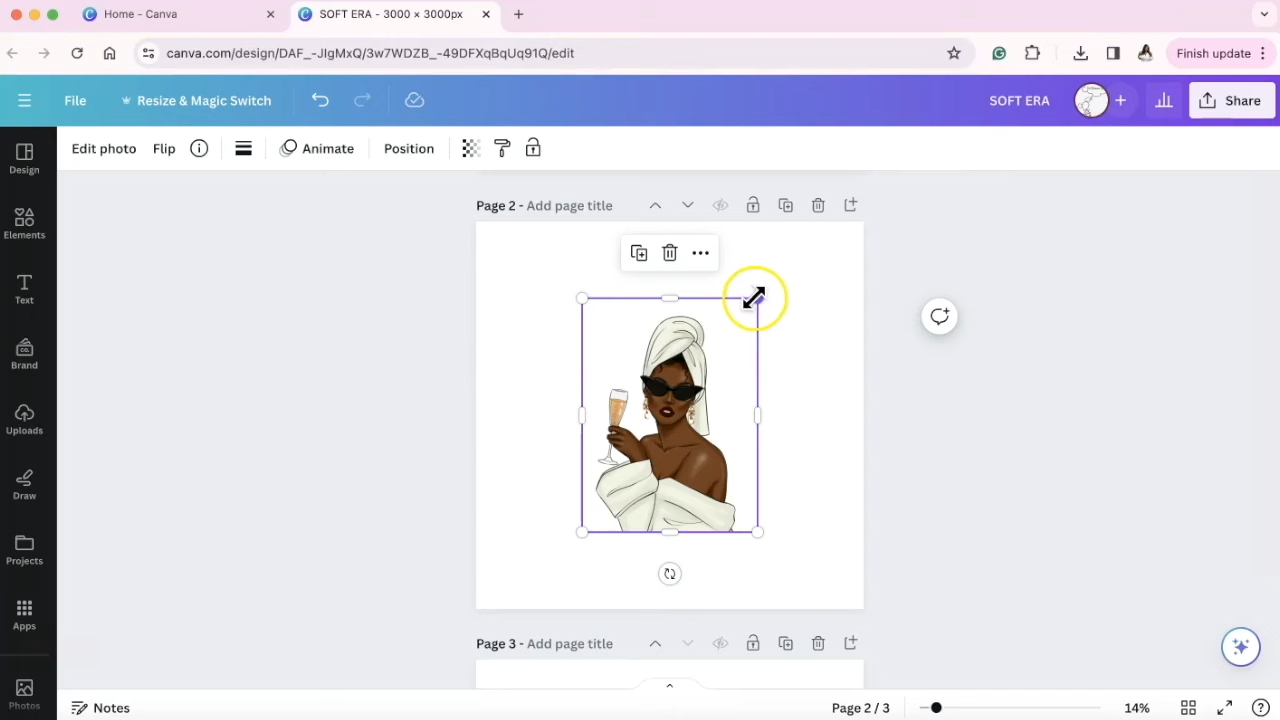 Home - Canva
SOFT ERA - 3000 × 3000px
canva.com/design/DAF_-JIgMxQ/3w7WDZB_-49DFXqBqUq91Q/edit
Finish update
File
Resize & Magic Switch
SOFT ERA
Share
Design
Edit photo
Flip
Animate
Position
Elements
Text
Brand
CO.
Uploads
Draw
Projects
Apps
Photos
Page 2 - Add page title
Page 3 - Add page title
Notes
Page 2 / 3
14%